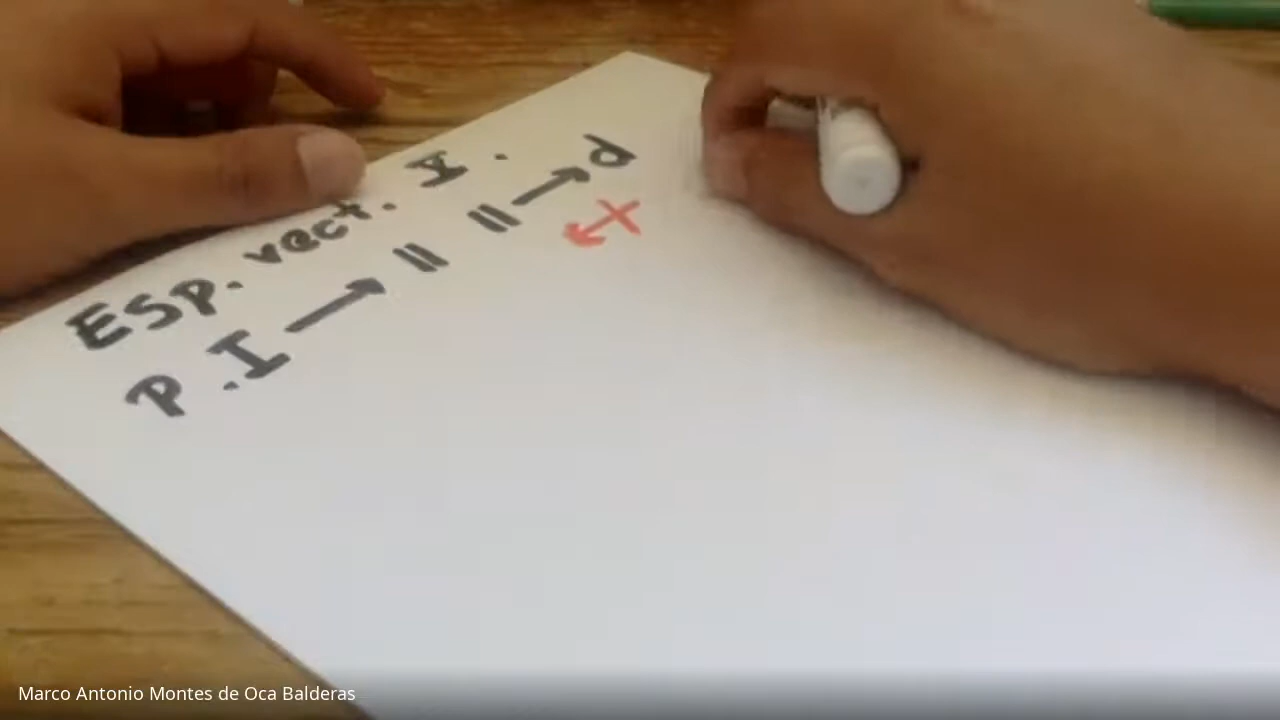 Esp. vect. I.
P.I → || || → d
← x
Marco Antonio Montes de Oca Balderas